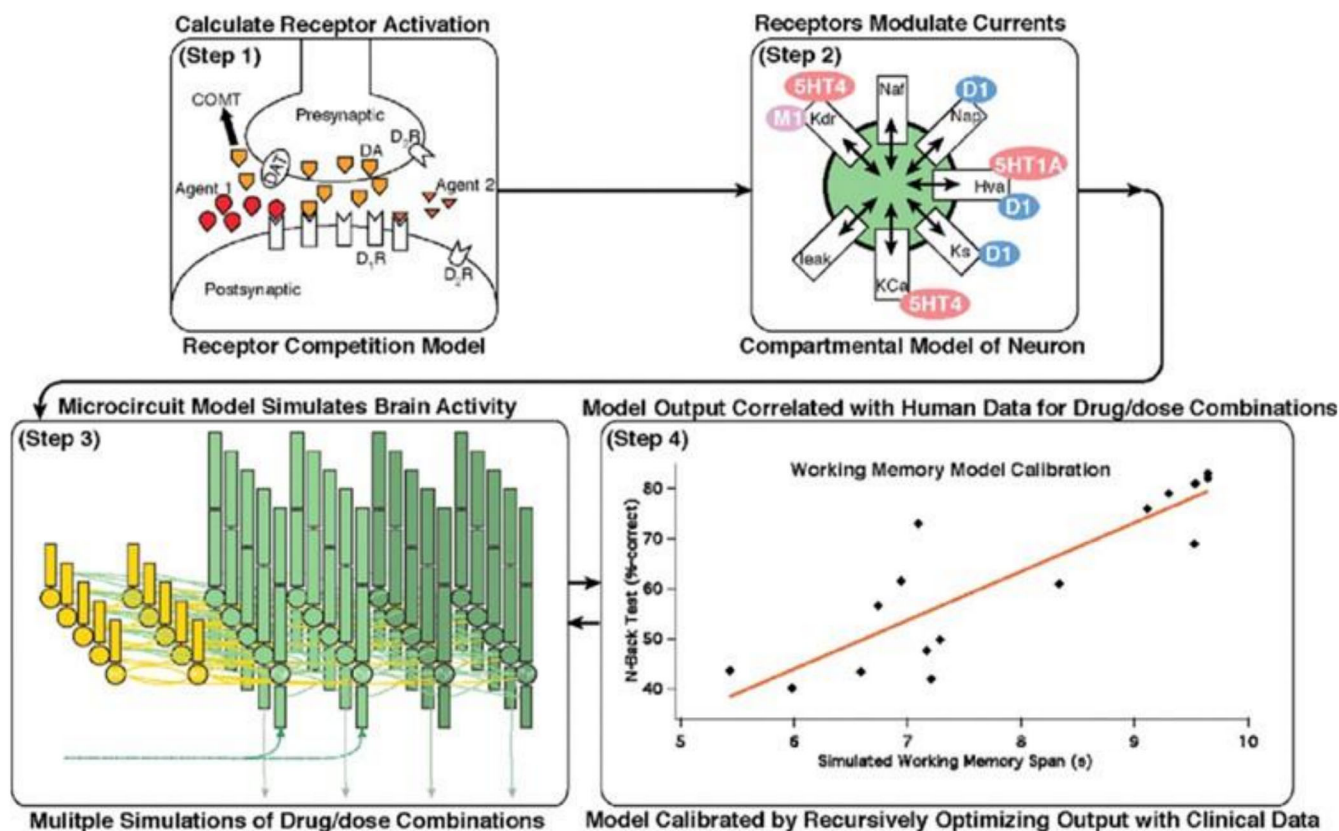 Calculate Receptor Activation
(Step 1)
COMT
Presynaptic
D2R
DA
DAT
Agent 1
Agent 2
D1R
D2R
Postsynaptic
Receptor Competition Model
Receptors Modulate Currents
(Step 2)
5HT4
Naf
D1
M1
Kdr
Nap
5HT1A
Hva
D1
leak
Ks
D1
KCa
5HT4
Compartmental Model of Neuron
Microcircuit Model Simulates Brain Activity
(Step 3)
Mulitple Simulations of Drug/dose Combinations
Model Output Correlated with Human Data for Drug/dose Combinations
(Step 4)
Working Memory Model Calibration
N-Back Test (%-correct)
80
70
60
50
40
5 6 7 8 9 10
Simulated Working Memory Span (s)
Model Calibrated by Recursively Optimizing Output with Clinical Data